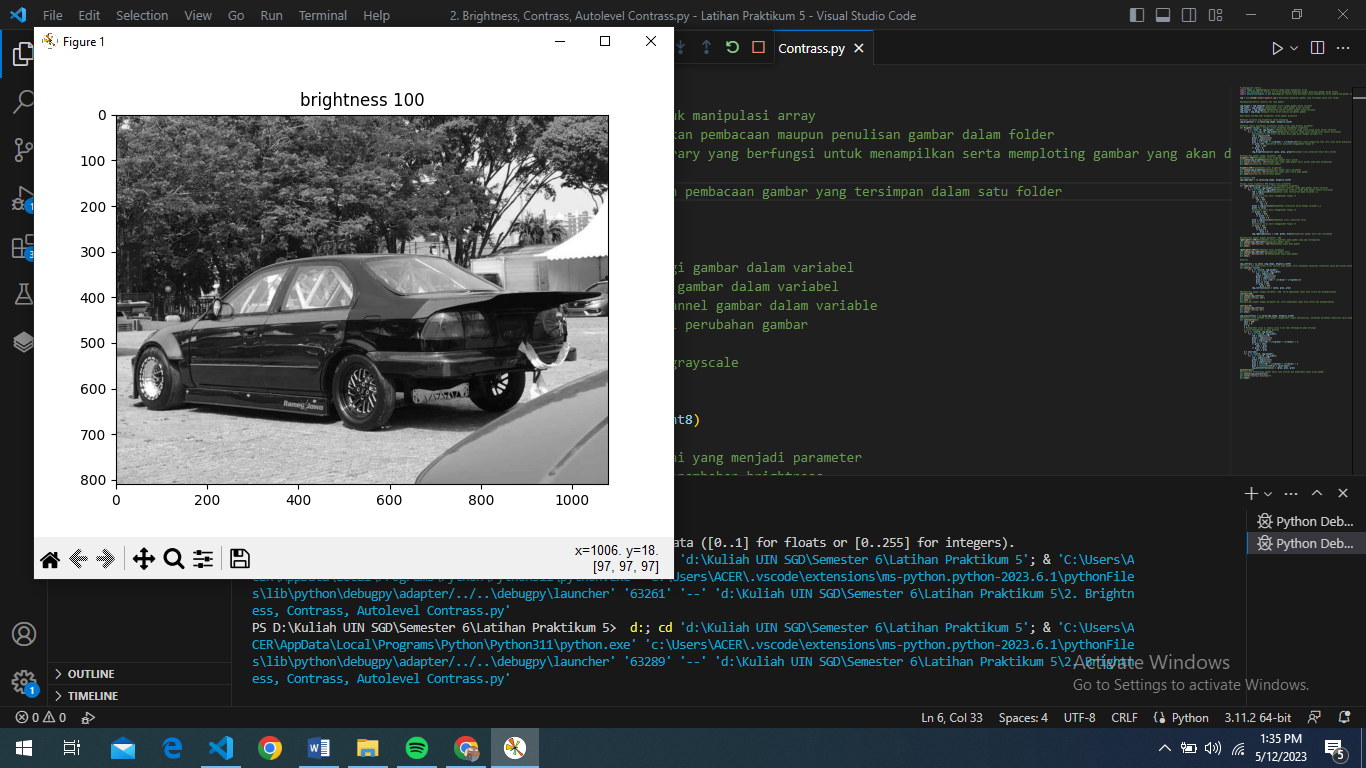 File Edit Selection View Go Run Terminal Help
2. Brightness, Contrass, Autolevel Contrass.py - Latihan Praktikum 5 - Visual Studio Code
Figure 1
Contrass.py
brightness 100
0
100
200
300
400
500
600
700
800
0 200 400 600 800 1000
Ramey Jowo
x=1006. y=18.
[97, 97, 97]
uk manipulasi array
tan pembacaan maupun penulisan gambar dalam folder
rary yang berfungsi untuk menampilkan serta memploting gambar yang akan d
n pembacaan gambar yang tersimpan dalam satu folder
gi gambar dalam variabel
gambar dalam variabel
annel gambar dalam variable
i perubahan gambar
grayscale
nt8)
ai yang menjadi parameter
Python Deb...
Python Deb...
ata ([0..1] for floats or [0..255] for integers).
'd:\Kuliah UIN SGD\Semester 6\Latihan Praktikum 5'; & 'C:\Users\A
CER\AppData\Local\Programs\Python\Python311\python.exe' 'c:\Users\ACER\.vscode\extensions\ms-python.python-2023.6.1\pythonFile
s\lib\python\debugpy\adapter/../..\debugpy\launcher' '63261' '--' 'd:\Kuliah UIN SGD\Semester 6\Latihan Praktikum 5\2. Brightn
ess, Contrass, Autolevel Contrass.py'
PS D:\Kuliah UIN SGD\Semester 6\Latihan Praktikum 5> d:; cd 'd:\Kuliah UIN SGD\Semester 6\Latihan Praktikum 5'; & 'C:\Users\A
CER\AppData\Local\Programs\Python\Python311\python.exe' 'c:\Users\ACER\.vscode\extensions\ms-python.python-2023.6.1\pythonFile
s\lib\python\debugpy\adapter/../..\debugpy\launcher' '63289' '--' 'd:\Kuliah UIN SGD\Semester 6\Latihan Praktikum 5\2. Brightn
ess, Contrass, Autolevel Contrass.py'
OUTLINE
TIMELINE
Activate Windows
Go to Settings to activate Windows.
0 0
Ln 6, Col 33 Spaces: 4 UTF-8 CRLF Python 3.11.2 64-bit
1:35 PM
5/12/2023
5